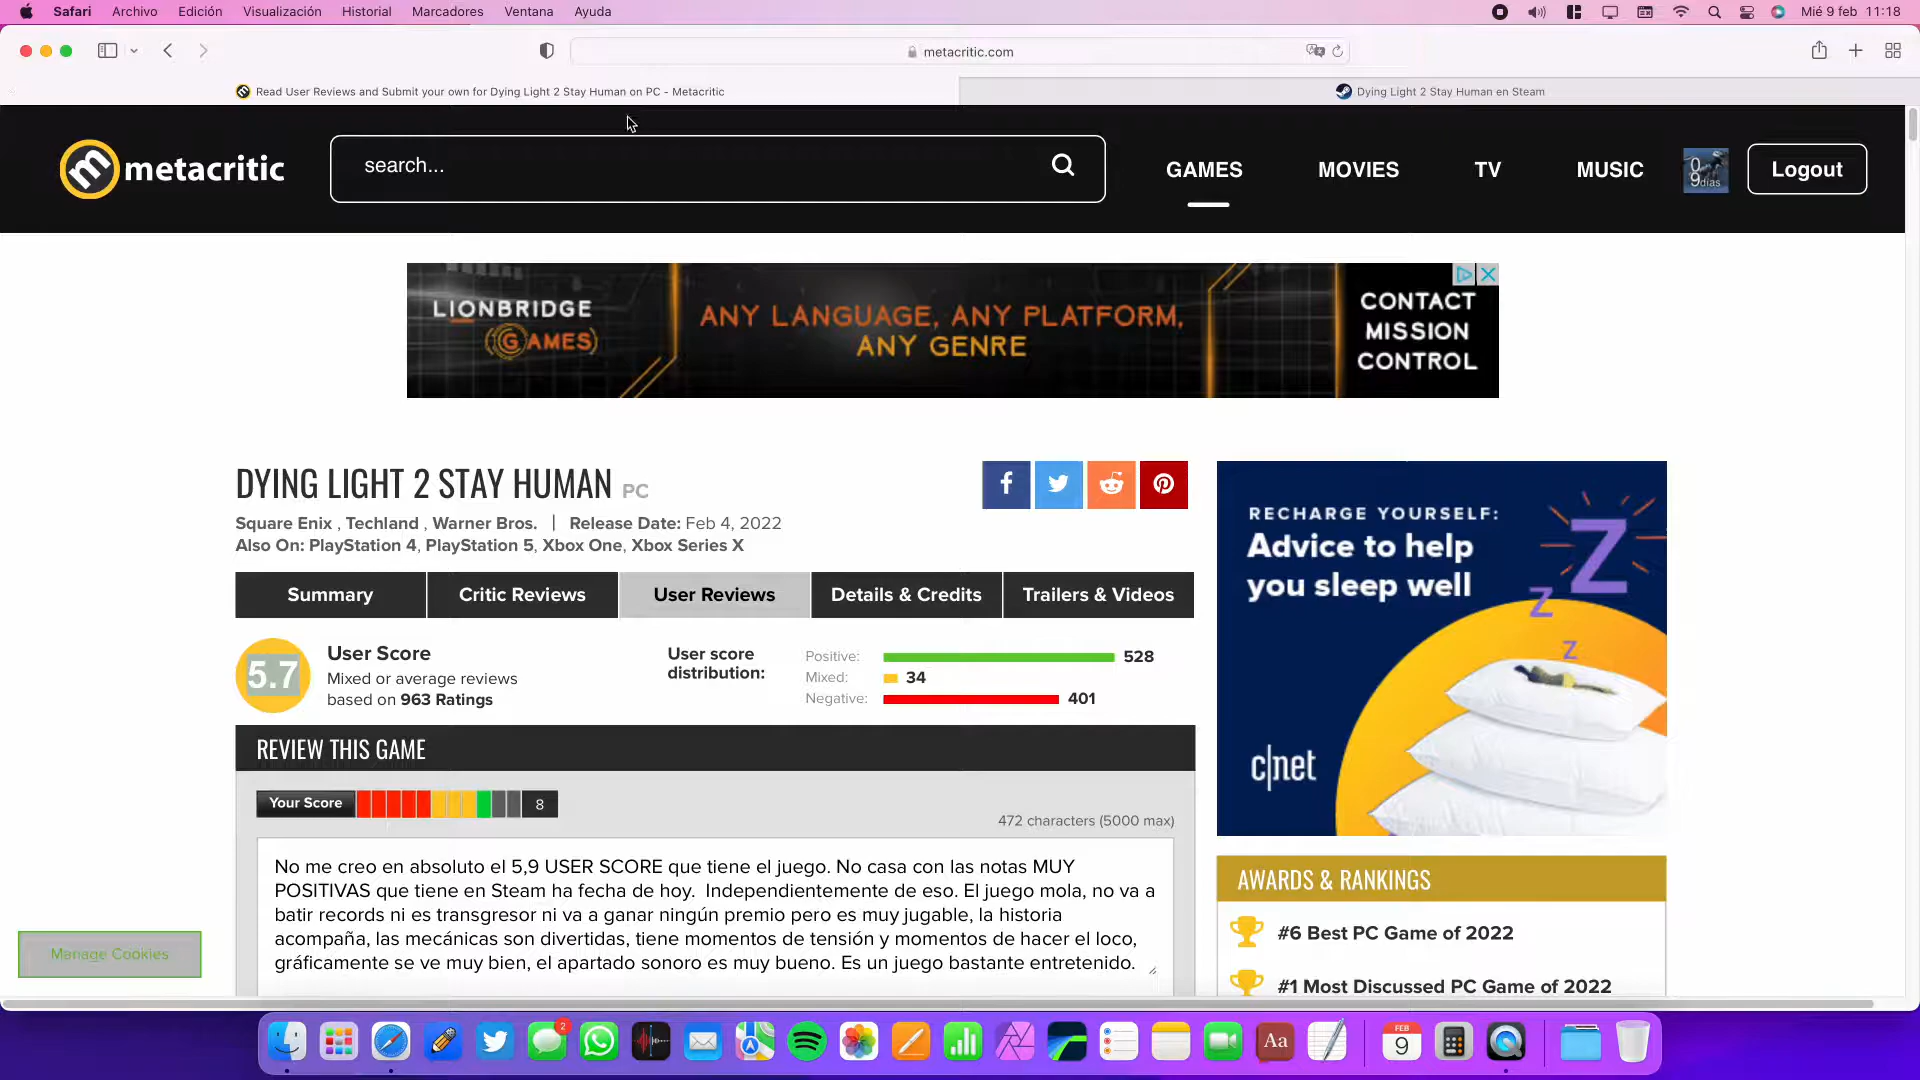 Safari Archivo Edición Visualización Historial Marcadores Ventana Ayuda Mié 9 feb 11:18
metacritic.com
Read User Reviews and Submit your own for Dying Light 2 Stay Human on PC - Metacritic
Dying Light 2 Stay Human en Steam
metacritic
search...
GAMES MOVIES TV MUSIC
0,
9días
Logout
LIONBRIDGE
GAMES
ANY LANGUAGE, ANY PLATFORM,
ANY GENRE
CONTACT
MISSION
CONTROL
DYING LIGHT 2 STAY HUMAN PC
Square Enix , Techland , Warner Bros. | Release Date: Feb 4, 2022
Also On: PlayStation 4, PlayStation 5, Xbox One, Xbox Series X
Summary Critic Reviews User Reviews Details & Credits Trailers & Videos
5.7
User Score
Mixed or average reviews
based on 963 Ratings
User score
distribution:
Positive: 528
Mixed: 34
Negative: 401
REVIEW THIS GAME
Your Score 8
472 characters (5000 max)
No me creo en absoluto el 5,9 USER SCORE que tiene el juego. No casa con las notas MUY
POSITIVAS que tiene en Steam ha fecha de hoy. Independientemente de eso. El juego mola, no va a
batir records ni es transgresor ni va a ganar ningún premio pero es muy jugable, la historia
acompaña, las mecánicas son divertidas, tiene momentos de tensión y momentos de hacer el loco,
gráficamente se ve muy bien, el apartado sonoro es muy bueno. Es un juego bastante entretenido.
Manage Cookies
RECHARGE YOURSELF:
Advice to help
you sleep well
Z
Z
Z
c|net
AWARDS & RANKINGS
#6 Best PC Game of 2022
#1 Most Discussed PC Game of 2022
2
Aa
FEB
9